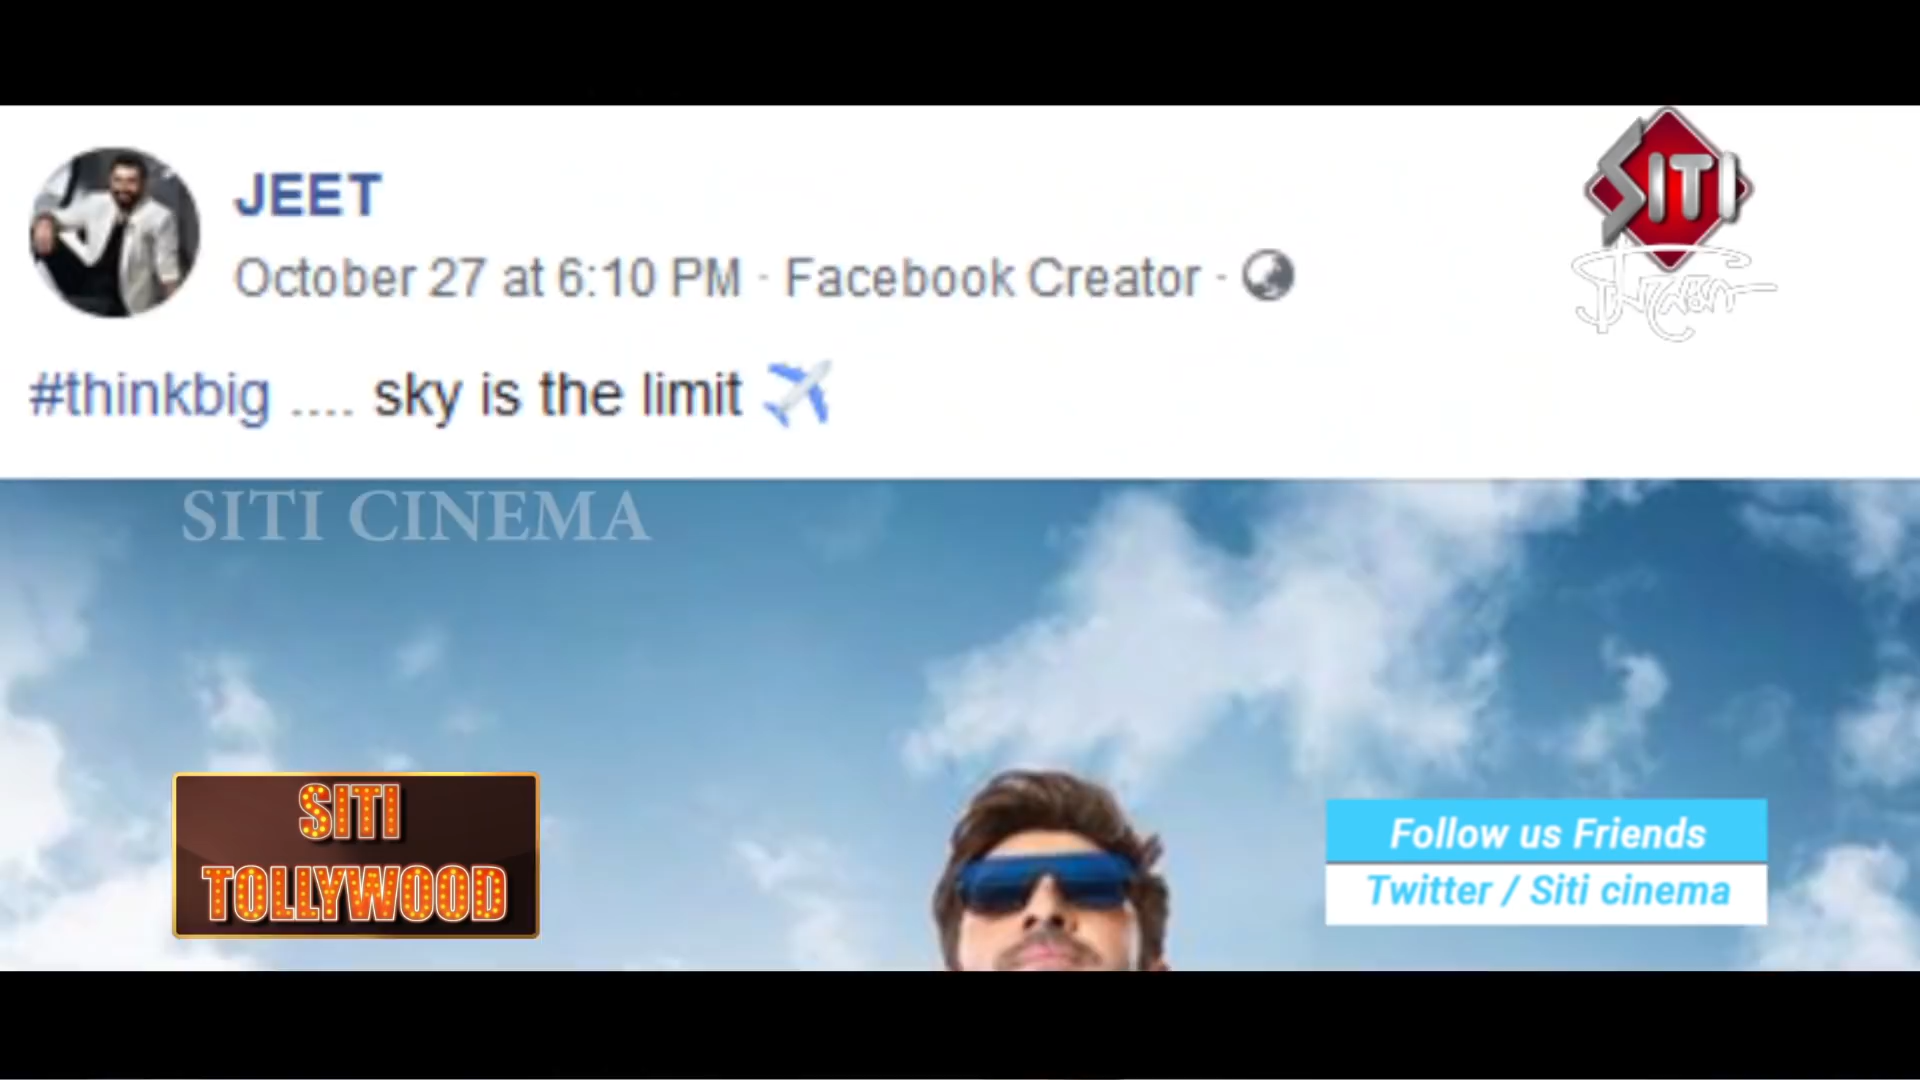 JEET
October 27 at 6:10 PM · Facebook Creator ·
#thinkbig .... sky is the limit ✈
SITI
SITI CINEMA
SITI
TOLLYWOOD
Follow us Friends
Twitter / Siti cinema